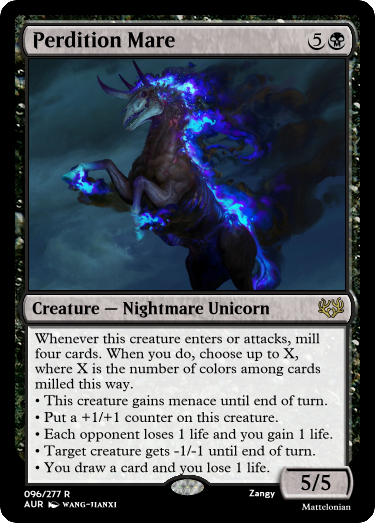 Perdition Mare 5
Creature — Nightmare Unicorn
Whenever this creature enters or attacks, mill
four cards. When you do, choose up to X,
where X is the number of colors among cards
milled this way.
• This creature gains menace until end of turn.
• Put a +1/+1 counter on this creature.
• Each opponent loses 1 life and you gain 1 life.
• Target creature gets -1/-1 until end of turn.
• You draw a card and you lose 1 life.
5/5
096/277 R
Zangy
AUR WANG-JIANXI
Mattelonian